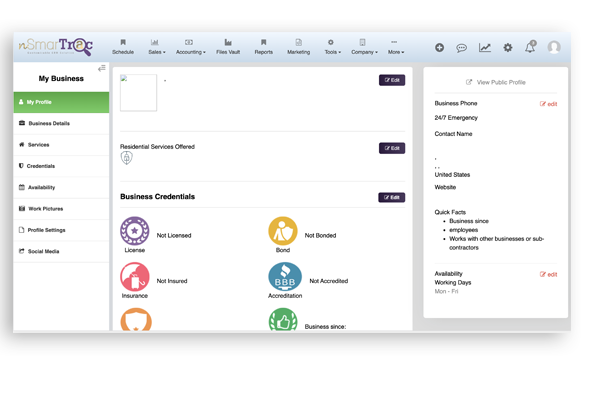 nSmarTrac
Schedule
Sales
Accounting
Files Vault
Reports
Marketing
Tools
Company
More
My Business
My Profile
Business Details
Services
Credentials
Availability
Work Pictures
Profile Settings
Social Media
,
Edit
Residential Services Offered
Edit
Business Credentials
Edit
Not Licensed
License
Not Bonded
Bond
Not Insured
Insurance
BBB
Not Accredited
Accreditation
Business since:
View Public Profile
Business Phone
edit
24/7 Emergency
Contact Name
,
, ,
United States
Website
Quick Facts
• Business since
• employees
• Works with other businesses or sub-
contractors
Availability
edit
Working Days
Mon - Fri